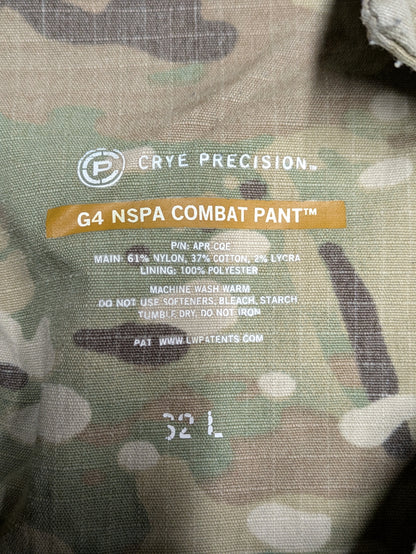 CRYE PRECISION™
G4 NSPA COMBAT PANT™
P/N: APR-CQE
MAIN: 61% NYLON, 37% COTTON, 2% LYCRA
LINING: 100% POLYESTER
MACHINE WASH WARM
DO NOT USE SOFTENERS, BLEACH, STARCH
TUMBLE DRY, DO NOT IRON
PAT WWW.LWPATENTS.COM
32 L